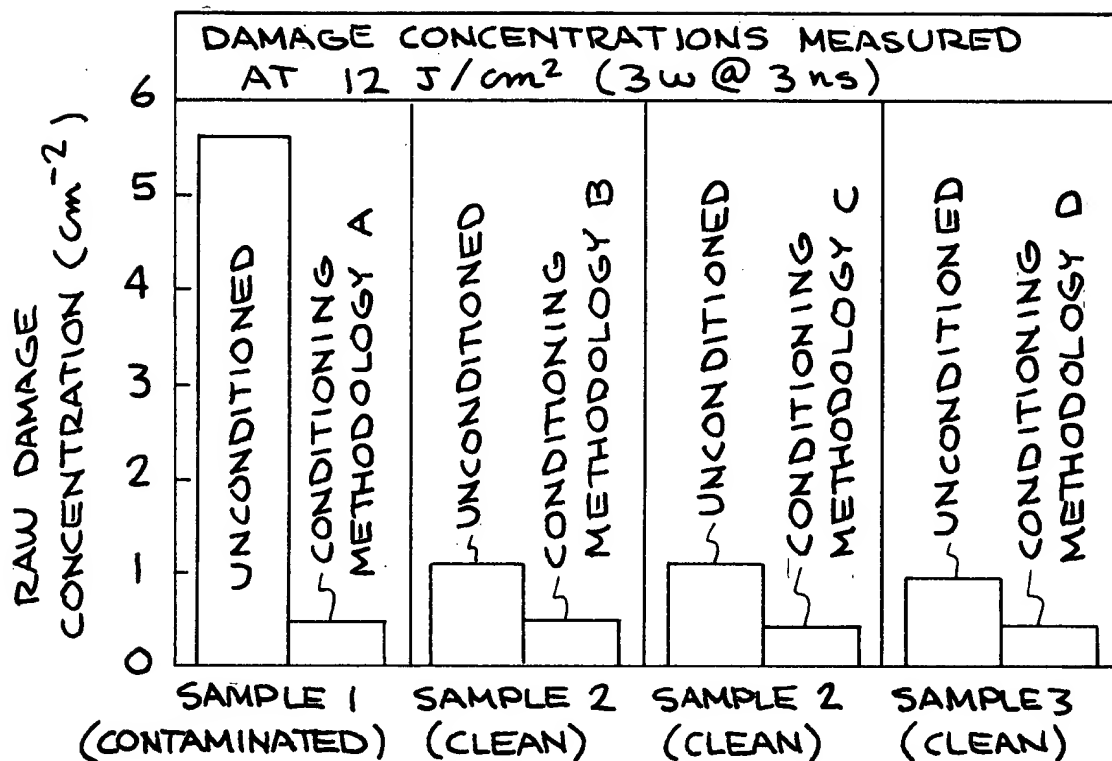 DAMAGE CONCENTRATIONS MEASURED
AT 12 J/cm² (3ω @ 3 ns)
RAW DAMAGE
CONCENTRATION (cm⁻²)
6
5
4
3
2
1
0
UNCONDITIONED
CONDITIONING
METHODOLOGY A
UNCONDITIONED
CONDITIONING
METHODOLOGY B
UNCONDITIONED
CONDITIONING
METHODOLOGY C
UNCONDITIONED
CONDITIONING
METHODOLOGY D
SAMPLE 1
(CONTAMINATED)
SAMPLE 2
(CLEAN)
SAMPLE 2
(CLEAN)
SAMPLE 3
(CLEAN)